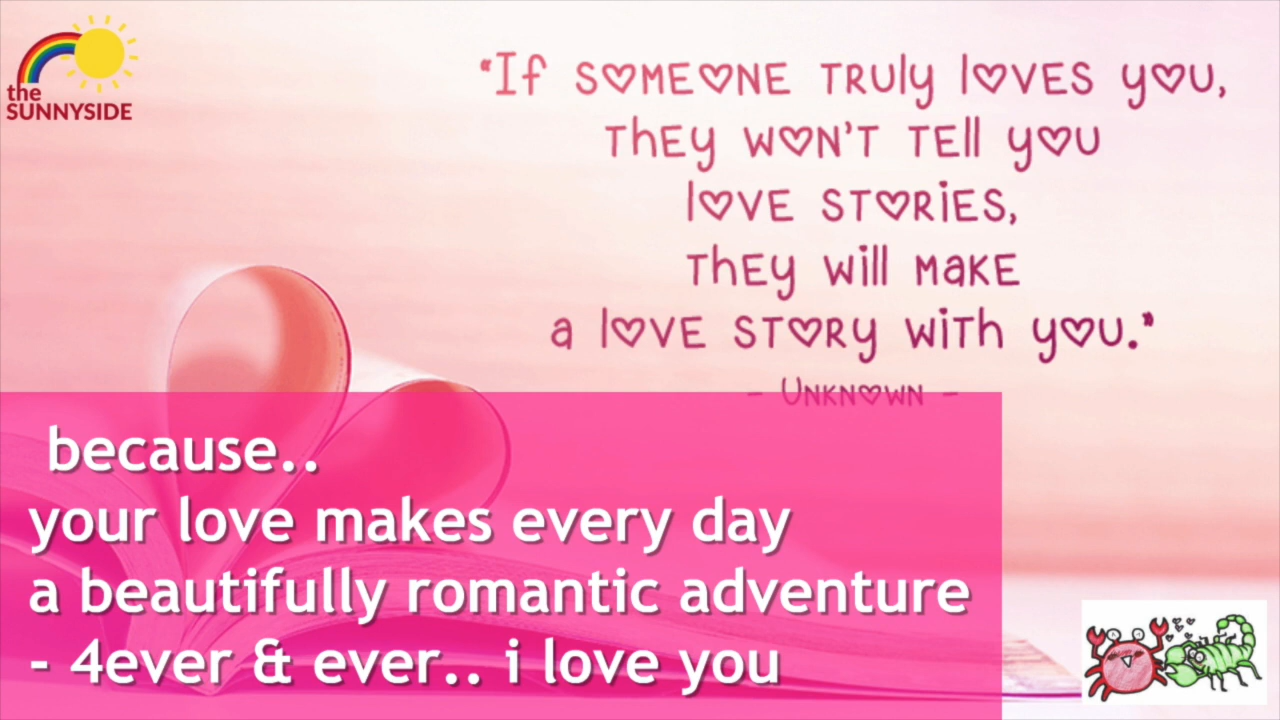 the
SUNNYSIDE
"If someone truly loves you,
they won't tell you
love stories,
they will make
a love story with you."
- Unknown -
because..
your love makes every day
a beautifully romantic adventure
- 4ever & ever.. i love you